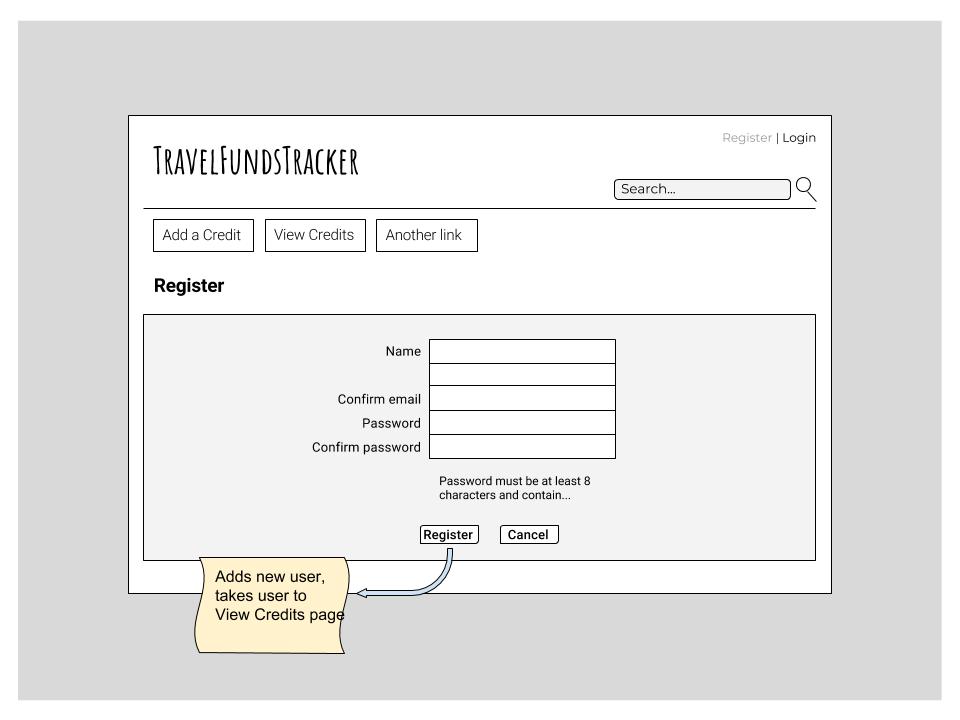 Register | Login
TravelFundsTracker
Search...
Add a Credit
View Credits
Another link
Register
Name
Confirm email
Password
Confirm password
Password must be at least 8
characters and contain...
Register
Cancel
Adds new user,
takes user to
View Credits page